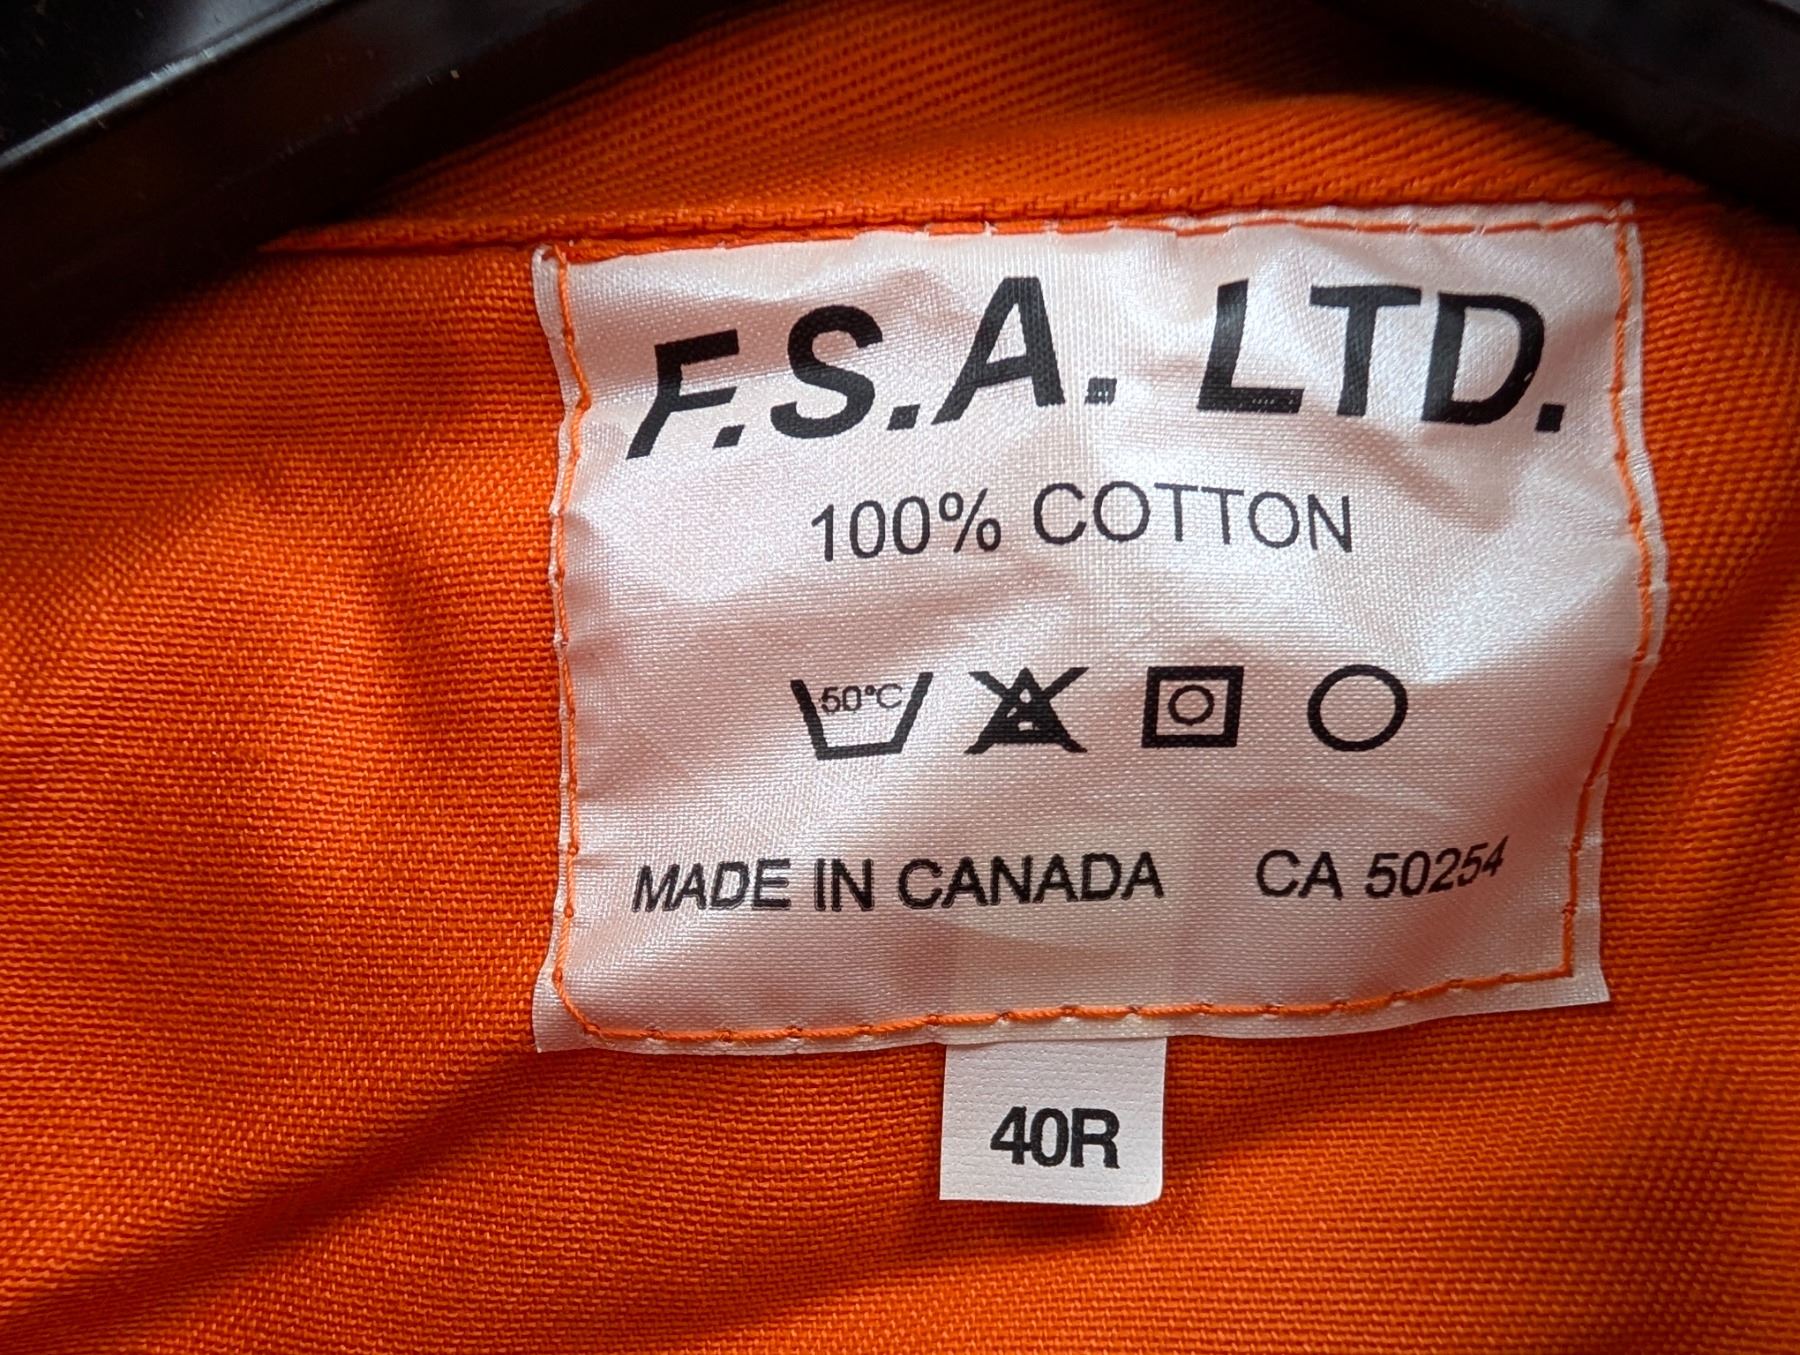 F.S.A. LTD.
100% COTTON
50°C
MADE IN CANADA CA 50254
40R